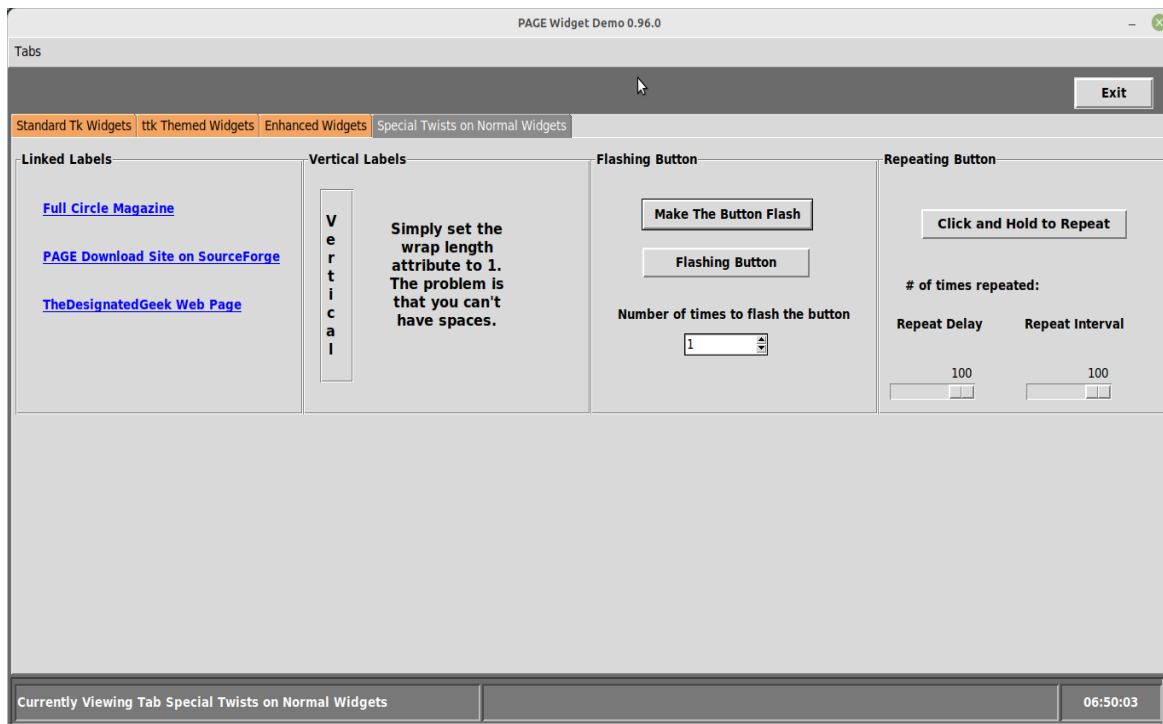 PAGE Widget Demo 0.96.0
Tabs
Exit
Standard Tk Widgets
ttk Themed Widgets
Enhanced Widgets
Special Twists on Normal Widgets
Linked Labels
Full Circle Magazine
PAGE Download Site on SourceForge
TheDesignatedGeek Web Page
Vertical Labels
V
e
r
t
i
c
a
l
Simply set the
wrap length
attribute to 1.
The problem is
that you can't
have spaces.
Flashing Button
Make The Button Flash
Flashing Button
Number of times to flash the button
1
Repeating Button
Click and Hold to Repeat
# of times repeated:
Repeat Delay
Repeat Interval
100
100
Currently Viewing Tab Special Twists on Normal Widgets
06:50:03